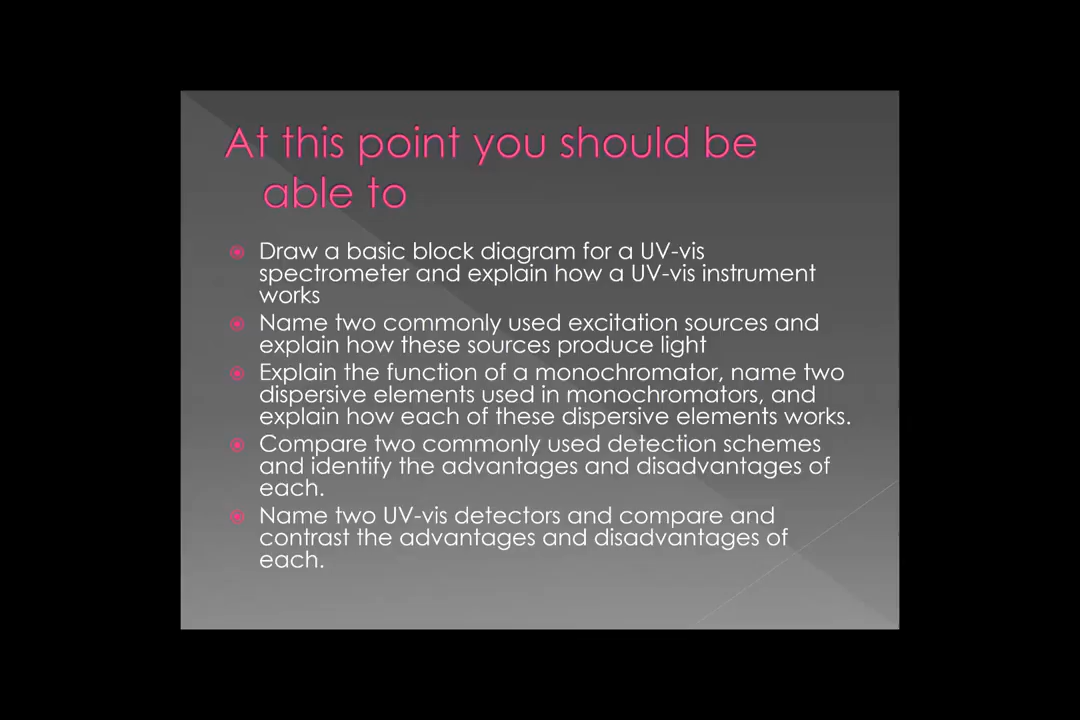 At this point you should be
able to
Draw a basic block diagram for a UV-vis
spectrometer and explain how a UV-vis instrument
works
Name two commonly used excitation sources and
explain how these sources produce light
Explain the function of a monochromator, name two
dispersive elements used in monochromators, and
explain how each of these dispersive elements works.
Compare two commonly used detection schemes
and identify the advantages and disadvantages of
each.
Name two UV-vis detectors and compare and
contrast the advantages and disadvantages of
each.